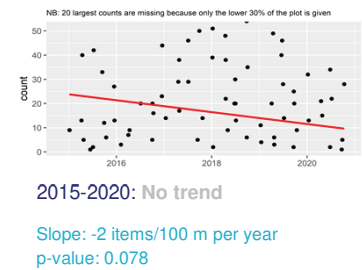 NB: 20 largest counts are missing because only the lower 30% of the plot is given
50
40
30
20
10
0
count
2016
2018
2020
2015-2020: No trend
Slope: -2 items/100 m per year
p-value: 0.078